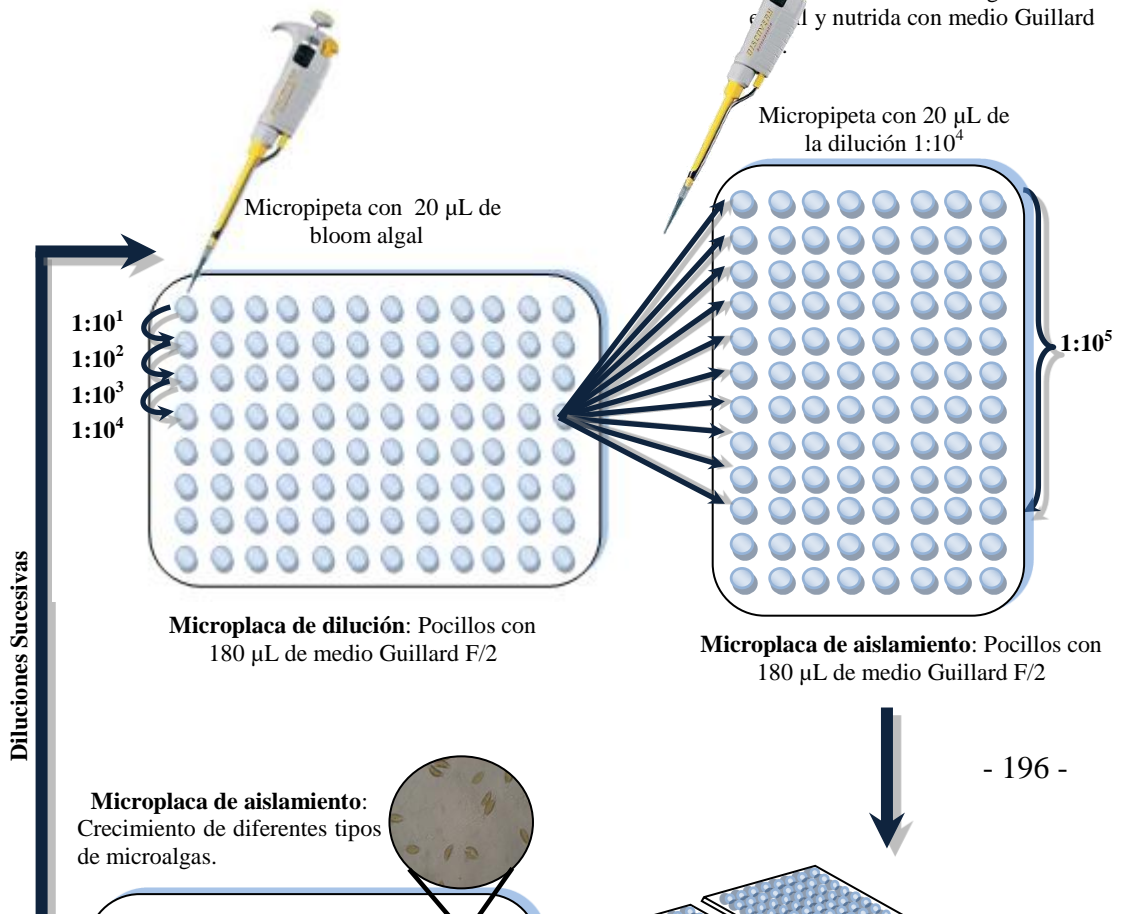 y nutrida con medio Guillard
Micropipeta con 20 µL de
la dilución 1:10⁴
Micropipeta con 20 µL de
bloom algal
1:10¹
1:10²
1:10³
1:10⁴
1:10⁵
Microplaca de dilución: Pocillos con
180 µL de medio Guillard F/2
Microplaca de aislamiento: Pocillos con
180 µL de medio Guillard F/2
Diluciones Sucesivas
- 196 -
Microplaca de aislamiento:
Crecimiento de diferentes tipos
de microalgas.